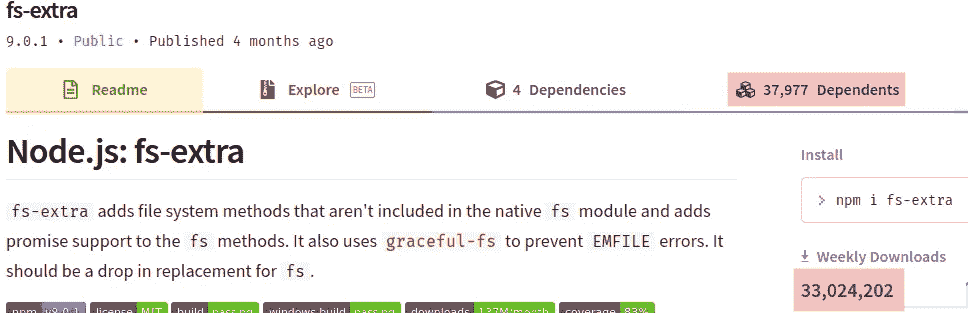 fs-extra
9.0.1 • Public • Published 4 months ago
Readme
Explore BETA
4 Dependencies
37,977 Dependents
Node.js: fs-extra
fs-extra adds file system methods that aren't included in the native fs module and adds
promise support to the fs methods. It also uses graceful-fs to prevent EMFILE errors. It
should be a drop in replacement for fs.
npm v9.0.1 license MIT build passing windows build passing downloads 132M/month coverage 83%
Install
> npm i fs-extra
Weekly Downloads
33,024,202